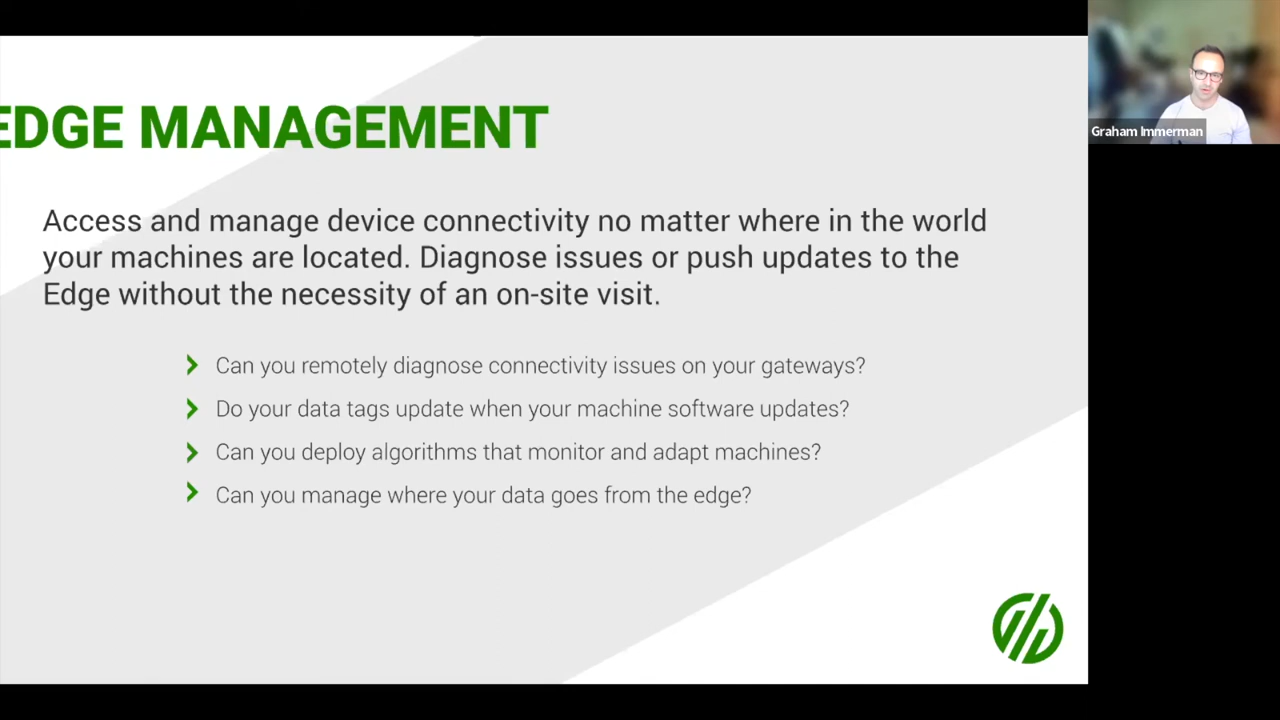 EDGE MANAGEMENT
Graham Immerman
Access and manage device connectivity no matter where in the world
your machines are located. Diagnose issues or push updates to the
Edge without the necessity of an on-site visit.
Can you remotely diagnose connectivity issues on your gateways?
Do your data tags update when your machine software updates?
Can you deploy algorithms that monitor and adapt machines?
Can you manage where your data goes from the edge?